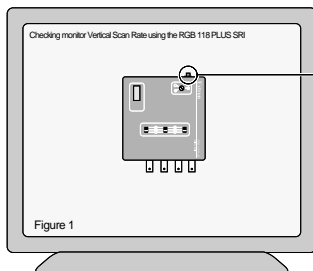 Checking monitor Vertical Scan Rate using the RGB 118 PLUS SRI
Figure 1